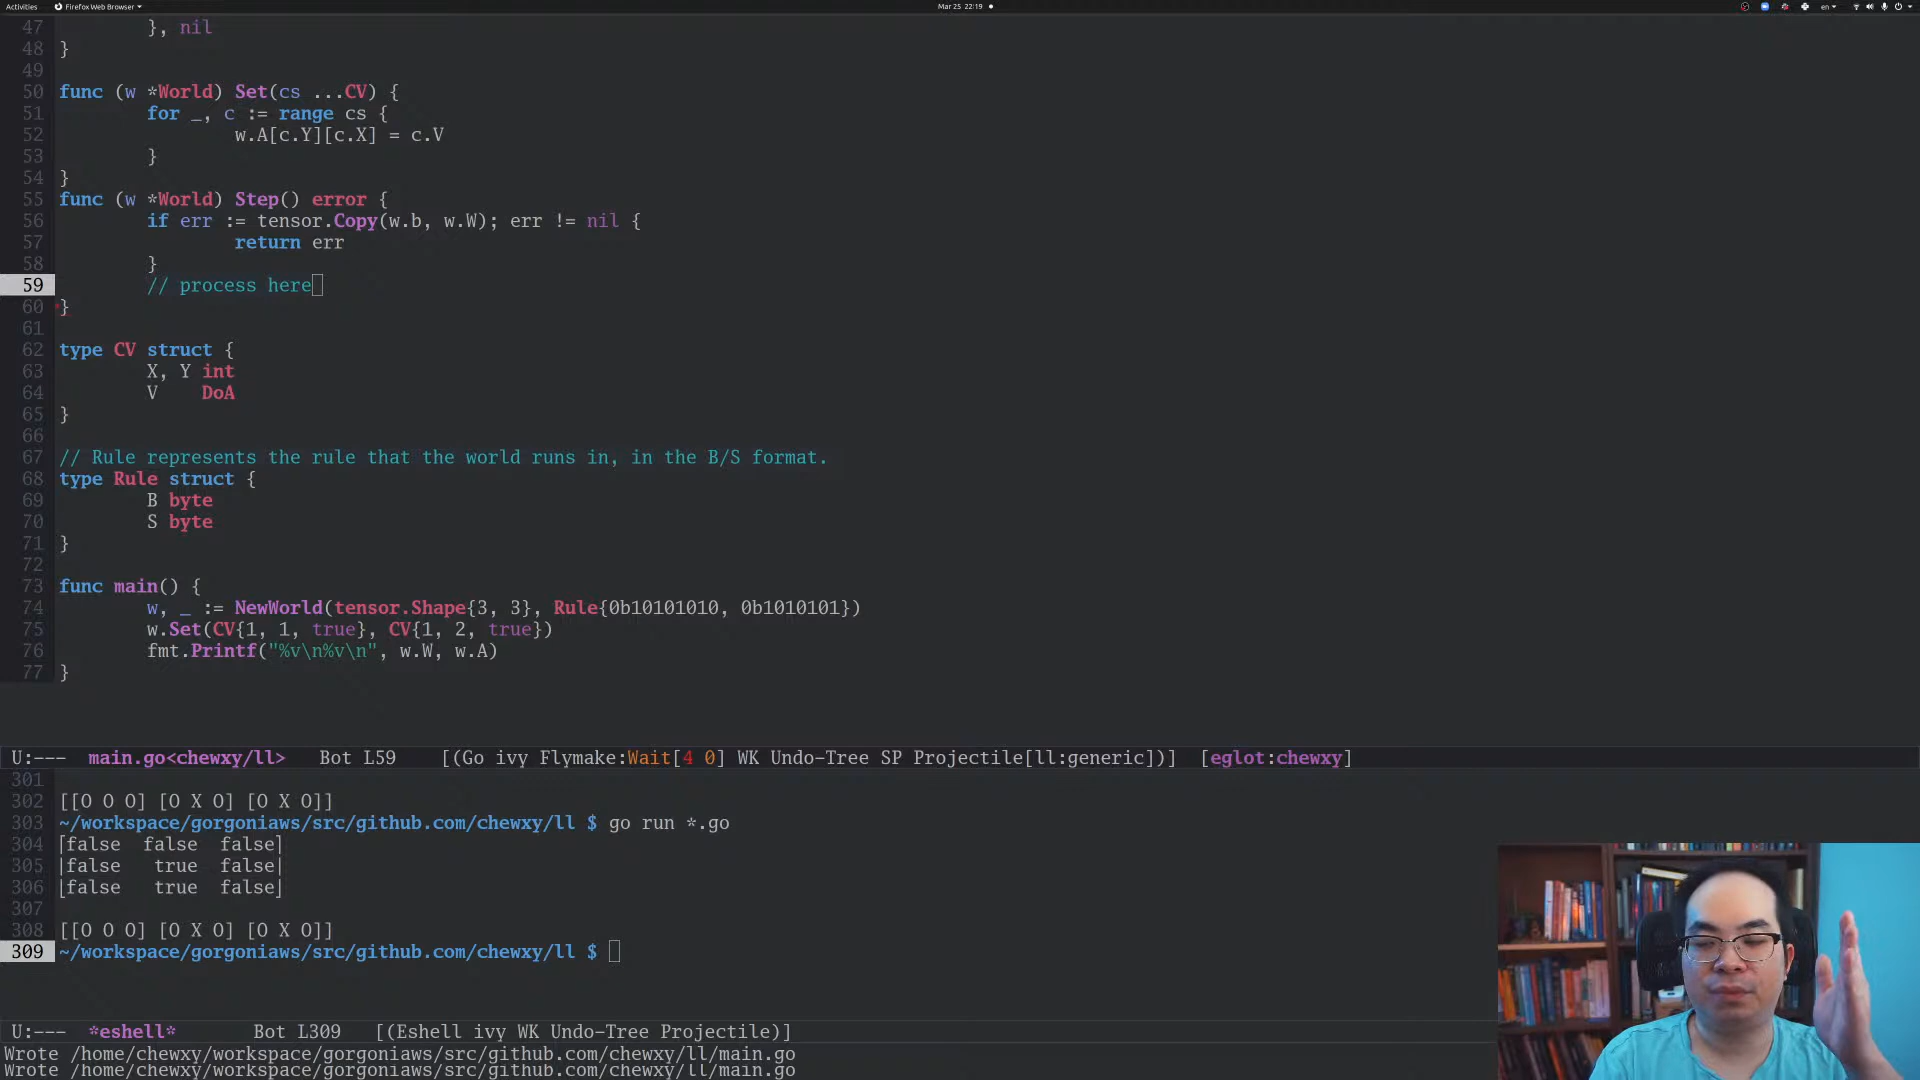 Activities Firefox Web Browser Mar 25 22:19 en
47 }, nil
48 }
49
50 func (w *World) Set(cs ...CV) {
51 for _, c := range cs {
52 w.A[c.Y][c.X] = c.V
53 }
54 }
55 func (w *World) Step() error {
56 if err := tensor.Copy(w.b, w.W); err != nil {
57 return err
58 }
59 // process here
60 }
61
62 type CV struct {
63 X, Y int
64 V DoA
65 }
66
67 // Rule represents the rule that the world runs in, in the B/S format.
68 type Rule struct {
69 B byte
70 S byte
71 }
72
73 func main() {
74 w, _ := NewWorld(tensor.Shape{3, 3}, Rule{0b10101010, 0b1010101})
75 w.Set(CV{1, 1, true}, CV{1, 2, true})
76 fmt.Printf("%v\n%v\n", w.W, w.A)
77 }
U:--- main.go<chewxy/ll> Bot L59 [(Go ivy Flymake:Wait[4 0] WK Undo-Tree SP Projectile[ll:generic])] [eglot:chewxy]
301
302 [[O O O] [O X O] [O X O]]
303 ~/workspace/gorgoniaws/src/github.com/chewxy/ll $ go run *.go
304 ⎡false false false⎤
305 ⎢false true false⎥
306 ⎣false true false⎦
307
308 [[O O O] [O X O] [O X O]]
309 ~/workspace/gorgoniaws/src/github.com/chewxy/ll $
U:--- *eshell* Bot L309 [(Eshell ivy WK Undo-Tree Projectile)]
Wrote /home/chewxy/workspace/gorgoniaws/src/github.com/chewxy/ll/main.go
Wrote /home/chewxy/workspace/gorgoniaws/src/github.com/chewxy/ll/main.go